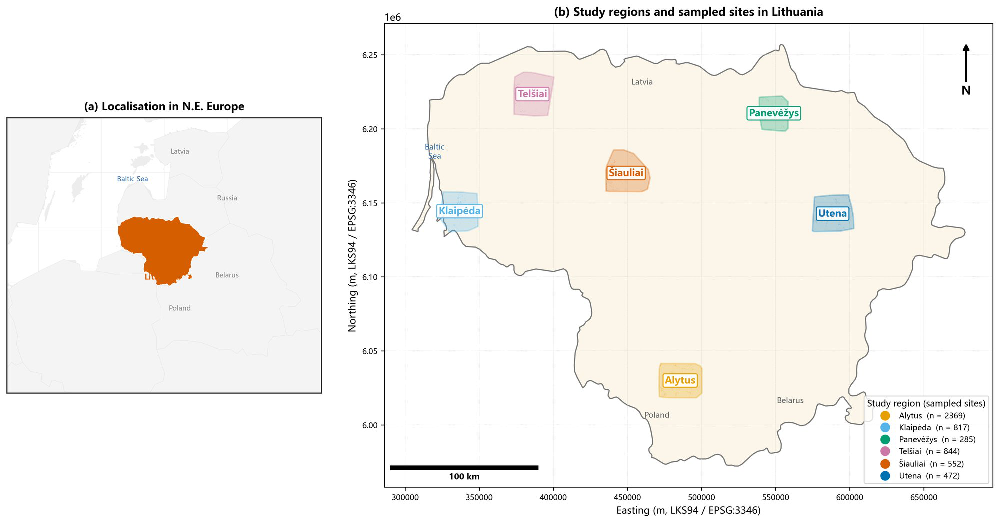 (a) Localisation in N.E. Europe
Latvia
Baltic Sea
Russia
Belarus
Poland
(b) Study regions and sampled sites in Lithuania
1e6
6.25
6.20
6.15
6.10
6.05
6.00
Northing (m, LKS94 / EPSG:3346)
N
Latvia
Telšiai
Panevėžys
Baltic
Sea
Šiauliai
Klaipėda
Utena
Alytus
Belarus
Poland
100 km
Study region (sampled sites)
Alytus (n = 2369)
Klaipėda (n = 817)
Panevėžys (n = 285)
Telšiai (n = 844)
Šiauliai (n = 552)
Utena (n = 472)
300000 350000 400000 450000 500000 550000 600000 650000
Easting (m, LKS94 / EPSG:3346)